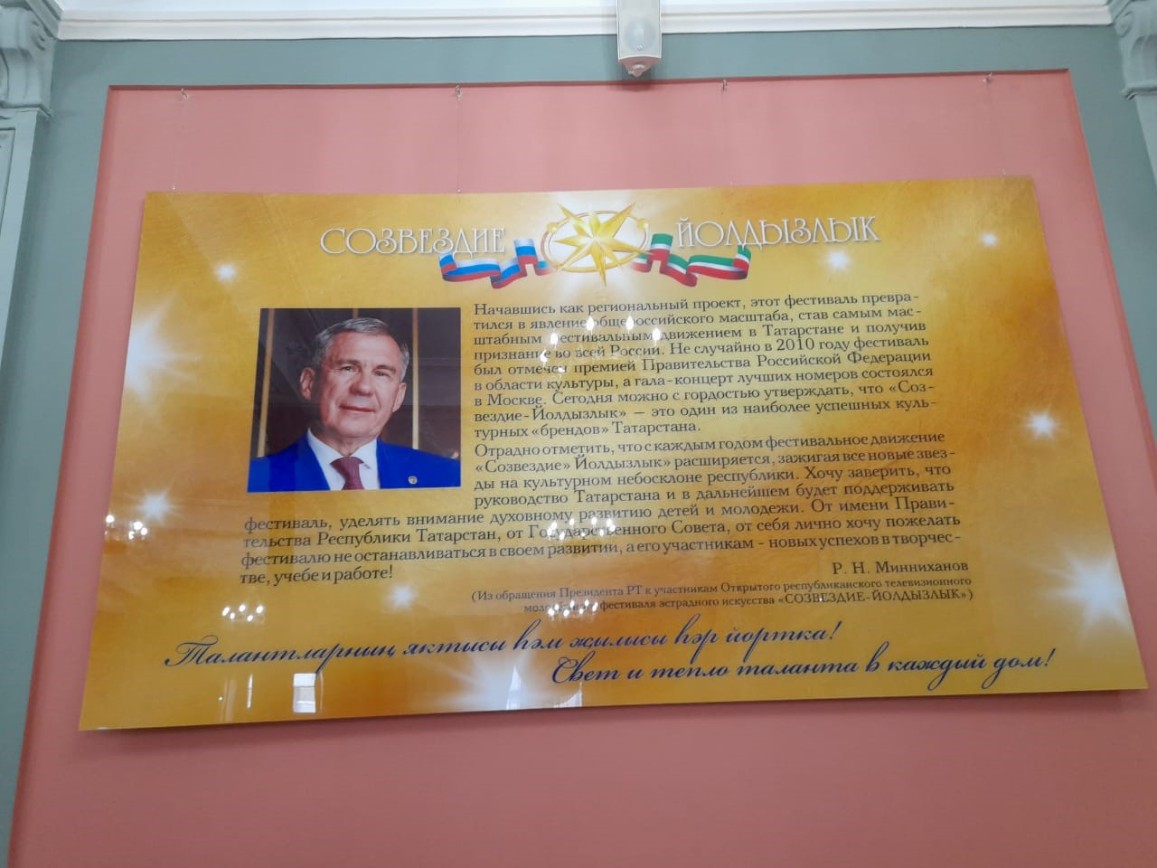 СОЗВЕЗДИЕ ЙОЛДЫЗЛЫК
Начавшись как региональный проект, этот фестиваль превра-
тился в явление общероссийского масштаба, став самым мас-
штабным фестивальным движением в Татарстане и получив
признание во всей России. Не случайно в 2010 году фестиваль
был отмечен премией Правительства Российской Федерации
в области культуры, а гала-концерт лучших номеров состоялся
в Москве. Сегодня можно с гордостью утверждать, что «Соз-
вездие-Йолдызлык» — это один из наиболее успешных куль-
турных «брендов» Татарстана.
Отрадно отметить, что с каждым годом фестивальное движение
«Созвездие» Йолдызлык» расширяется, зажигая все новые звез-
ды на культурном небосклоне республики. Хочу заверить, что
руководство Татарстана и в дальнейшем будет поддерживать
фестиваль, уделять внимание духовному развитию детей и молодежи. От имени Прави-
тельства Республики Татарстан, от Государственного Совета, от себя лично хочу пожелать
фестивалю не останавливаться в своем развитии, а его участникам - новых успехов в творчес-
тве, учебе и работе!
Р. Н. Минниханов
(Из обращения Президента РТ к участникам Открытого республиканского телевизионного
молодежного фестиваля эстрадного искусства «СОЗВЕЗДИЕ-ЙОЛДЫЗЛЫК»)
Талантларның яктысы һәм җылысы һәр йортка!
Свет и тепло таланта в каждый дом!